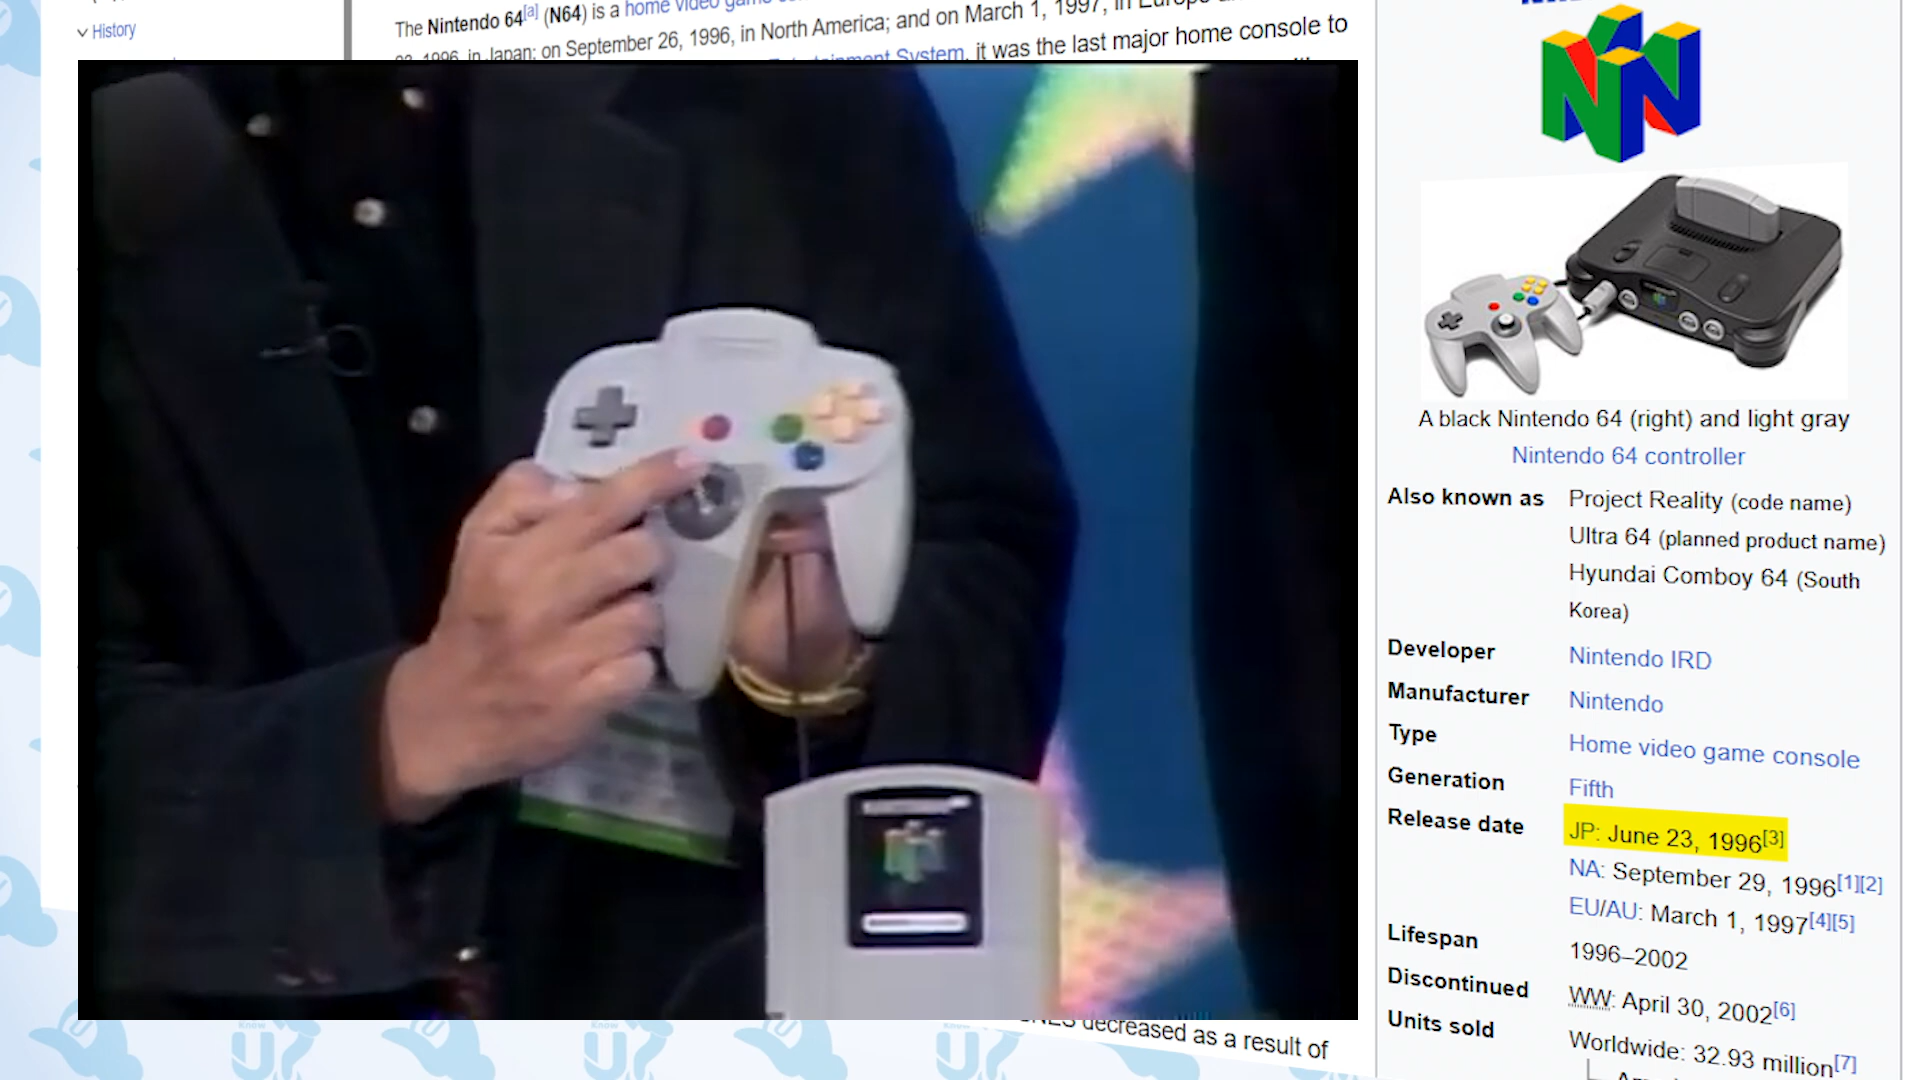 History
The Nintendo 64[a] (N64) is a home video game
1996, in Japan; on September 26, 1996, in North America; and on March 1, 1997, in Europe
Entertainment System, it was the last major home console to
decreased as a result of
A black Nintendo 64 (right) and light gray
Nintendo 64 controller
Also known as
Project Reality (code name)
Ultra 64 (planned product name)
Hyundai Comboy 64 (South
Korea)
Developer
Nintendo IRD
Manufacturer
Nintendo
Type
Home video game console
Generation
Fifth
Release date
JP: June 23, 1996[3]
NA: September 29, 1996[1][2]
EU/AU: March 1, 1997[4][5]
Lifespan
1996–2002
Discontinued
WW: April 30, 2002[6]
Units sold
Worldwide: 32.93 million[7]
Know
U?
Know
U?
Know
U?